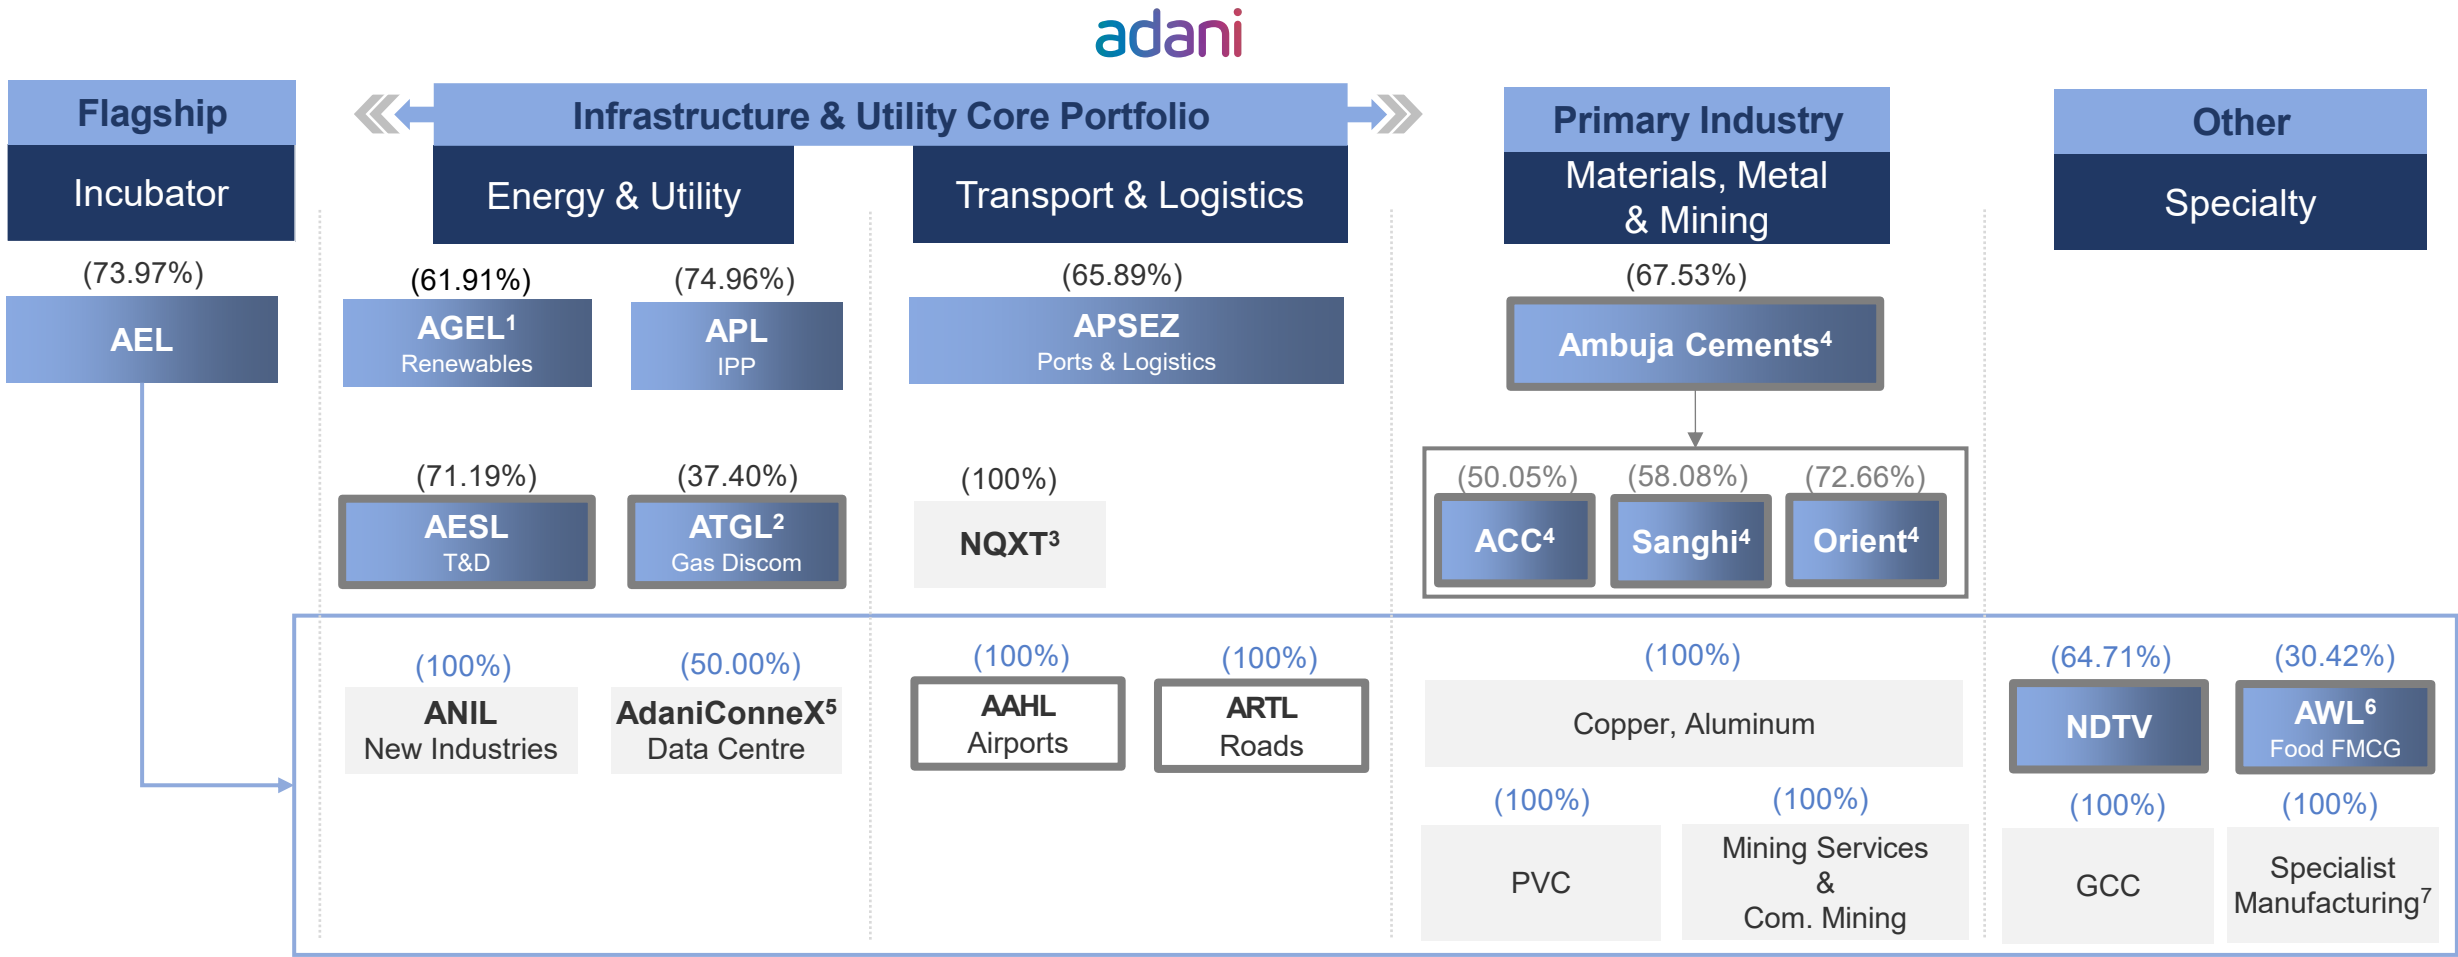 adani
Flagship
Incubator
(73.97%)
AEL
Infrastructure & Utility Core Portfolio
Energy & Utility
(61.91%)
AGEL¹
Renewables
(74.96%)
APL
IPP
(71.19%)
AESL
T&D
(37.40%)
ATGL²
Gas Discom
Transport & Logistics
(65.89%)
APSEZ
Ports & Logistics
(100%)
NQXT³
Primary Industry
Materials, Metal
& Mining
(67.53%)
Ambuja Cements⁴
(50.05%)
ACC⁴
(58.08%)
Sanghi⁴
(72.66%)
Orient⁴
Other
Specialty
(100%)
ANIL
New Industries
(50.00%)
AdaniConneX⁵
Data Centre
(100%)
AAHL
Airports
(100%)
ARTL
Roads
(100%)
Copper, Aluminum
(100%)
PVC
(100%)
Mining Services
&
Com. Mining
(64.71%)
NDTV
(30.42%)
AWL⁶
Food FMCG
(100%)
GCC
(100%)
Specialist
Manufacturing⁷